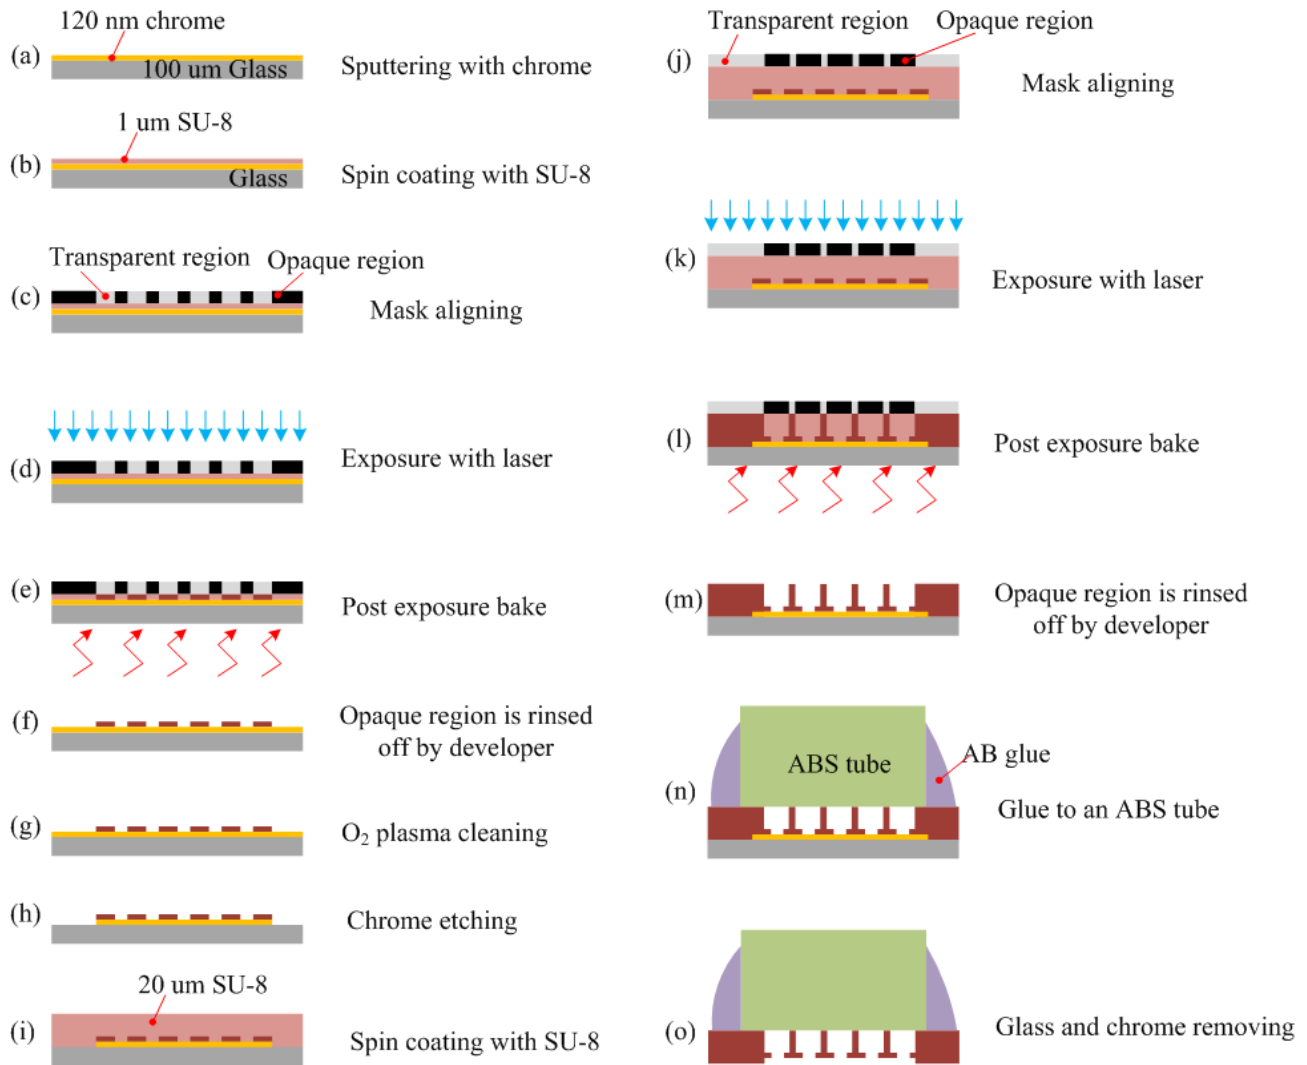 120 nm chrome
(a)
100 um Glass
Sputtering with chrome
1 um SU-8
(b)
Glass
Spin coating with SU-8
Transparent region
Opaque region
(c)
Mask aligning
(d)
Exposure with laser
(e)
Post exposure bake
(f)
Opaque region is rinsed
off by developer
(g)
O₂ plasma cleaning
(h)
Chrome etching
20 um SU-8
(i)
Spin coating with SU-8
Transparent region
Opaque region
(j)
Mask aligning
(k)
Exposure with laser
(l)
Post exposure bake
(m)
Opaque region is rinsed
off by developer
ABS tube
AB glue
(n)
Glue to an ABS tube
(o)
Glass and chrome removing